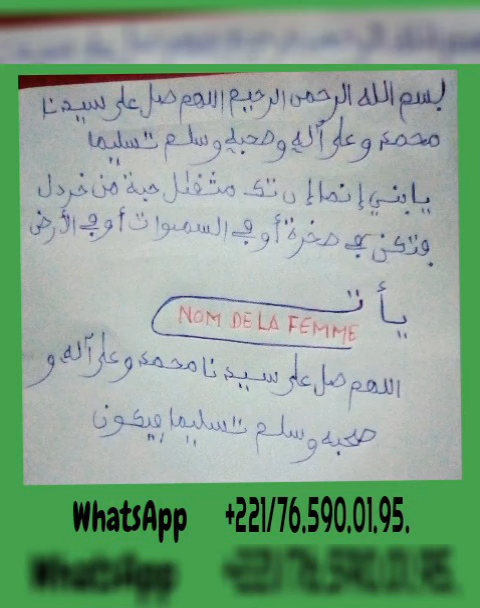 بسم الله الرحمن الرحيم اللهم صل على سيدنا
محمد وعلى آله وصحبه وسلم تسليما
يا بني إنها إن تك مثقال حبة من خردل
فتكن في صخرة أو في السموات أو في الأرض
يأت
NOM DE LA FEMME
اللهم صل على سيدنا محمد وعلى آله و
صحبه وسلم تسليما فيكون
WhatsApp +221/76.590.01.95.